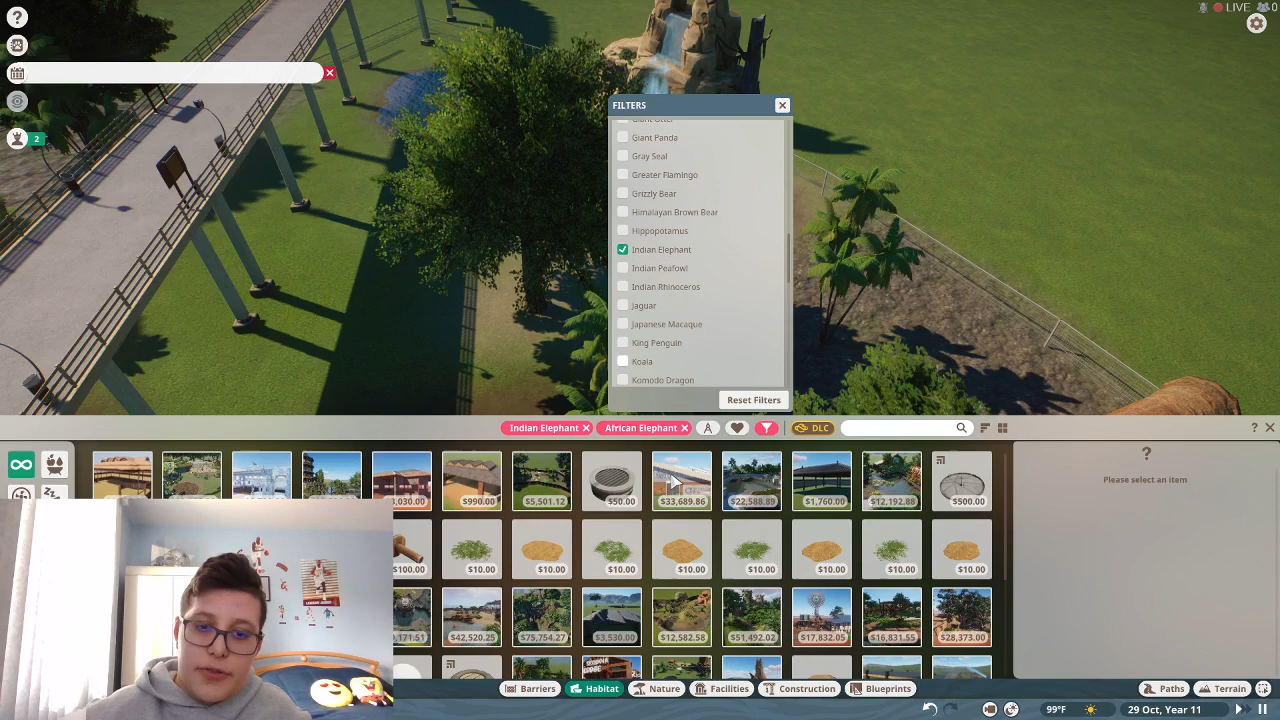 ?
LIVE
0
2
FILTERS
Giant Otter
Giant Panda
Gray Seal
Greater Flamingo
Grizzly Bear
Himalayan Brown Bear
Hippopotamus
Indian Elephant
Indian Peafowl
Indian Rhinoceros
Jaguar
Japanese Macaque
King Penguin
Koala
Komodo Dragon
Reset Filters
Indian Elephant
African Elephant
DLC
?
$990.00
$5,501.12
$50.00
$33,689.86
$22,588.89
$1,760.00
$12,192.88
$500.00
?
Please select an item
$100.00
$10.00
$10.00
$10.00
$10.00
$10.00
$10.00
$10.00
$10.00
$42,520.25
$75,754.27
$3,530.00
$12,582.58
$51,492.02
$17,832.05
$16,831.55
$28,373.00
Barriers
Habitat
Nature
Facilities
Construction
Blueprints
Paths
Terrain
99°F
29 Oct, Year 11